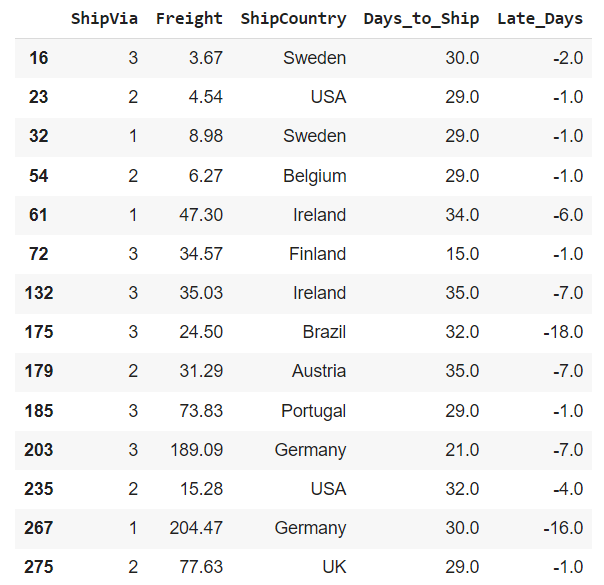 ShipVia Freight ShipCountry Days_to_Ship Late_Days
16 3 3.67 Sweden 30.0 -2.0
23 2 4.54 USA 29.0 -1.0
32 1 8.98 Sweden 29.0 -1.0
54 2 6.27 Belgium 29.0 -1.0
61 1 47.30 Ireland 34.0 -6.0
72 3 34.57 Finland 15.0 -1.0
132 3 35.03 Ireland 35.0 -7.0
175 3 24.50 Brazil 32.0 -18.0
179 2 31.29 Austria 35.0 -7.0
185 3 73.83 Portugal 29.0 -1.0
203 3 189.09 Germany 21.0 -7.0
235 2 15.28 USA 32.0 -4.0
267 1 204.47 Germany 30.0 -16.0
275 2 77.63 UK 29.0 -1.0